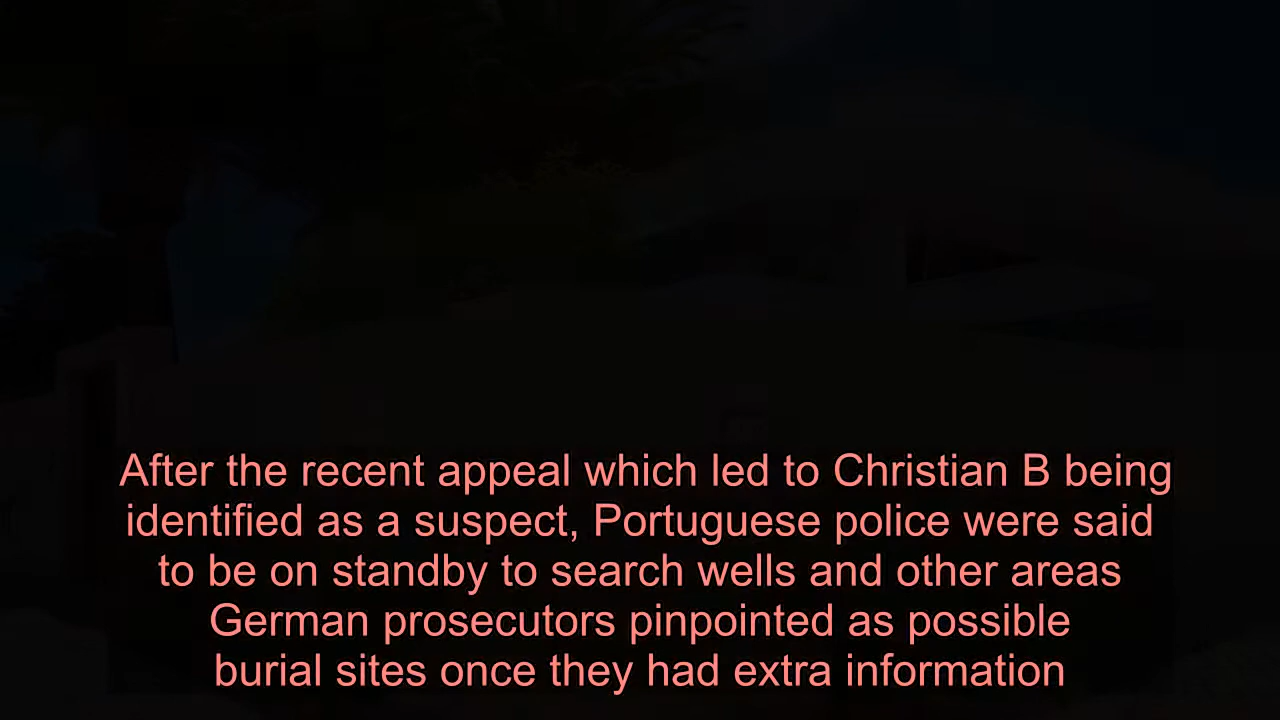 After the recent appeal which led to Christian B being
identified as a suspect, Portuguese police were said
to be on standby to search wells and other areas
German prosecutors pinpointed as possible
burial sites once they had extra information